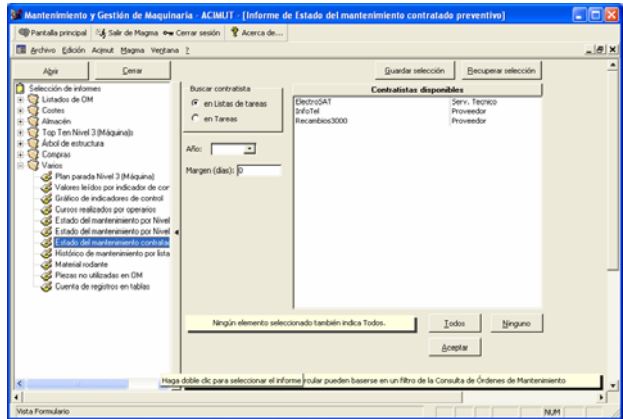 Mantenimiento y Gestión de Maquinaria - ACIMUT - [Informe de Estado del mantenimiento contratado preventivo]
Pantalla principal Salir de Magma Cerrar sesión Acerca de...
Archivo Edición Acimut Magma Ventana ?
Abrir Cerrar Guardar selección Recuperar selección
Selección de informes
Listados de OM
Costes
Almacén
Top Ten Nivel 3 (Máquina)s
Árbol de estructura
Compras
Varios
Plan parada Nivel 3 (Máquina)
Valores leídos por indicador de con
Gráfico de indicadores de control
Cursos realizados por operarios
Estado del mantenimiento por Nivel
Estado del mantenimiento por Nivel
Estado del mantenimiento contratac
Histórico de mantenimiento por lista
Material rodante
Piezas no utilizadas en OM
Cuenta de registros en tablas
Buscar contratista
en Listas de tareas
en Tareas
Año:
Margen (días): 0
Contratistas disponibles
ElectroSAT Serv. Tecnico
InfoTel Proveedor
Recambios3000 Proveedor
Ningún elemento seleccionado también indica Todos.
Todos Ninguno
Aceptar
Haga doble clic para seleccionar el informe rcular pueden baserse en un filtro de la Consulta de Órdenes de Mantenimiento
Vista Formulario NUM